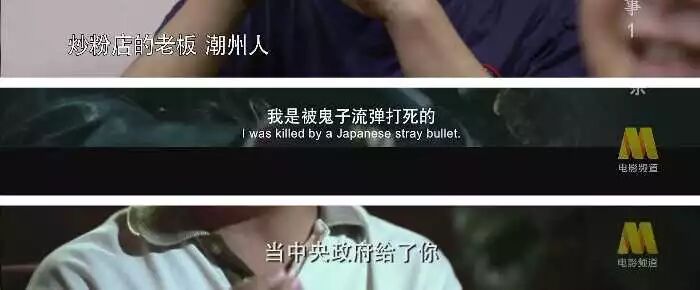 事1
炒粉店的老板 潮州人
我是被鬼子流弹打死的
I was killed by a Japanese stray bullet.
电影频道
当中央政府给了你
电影频道